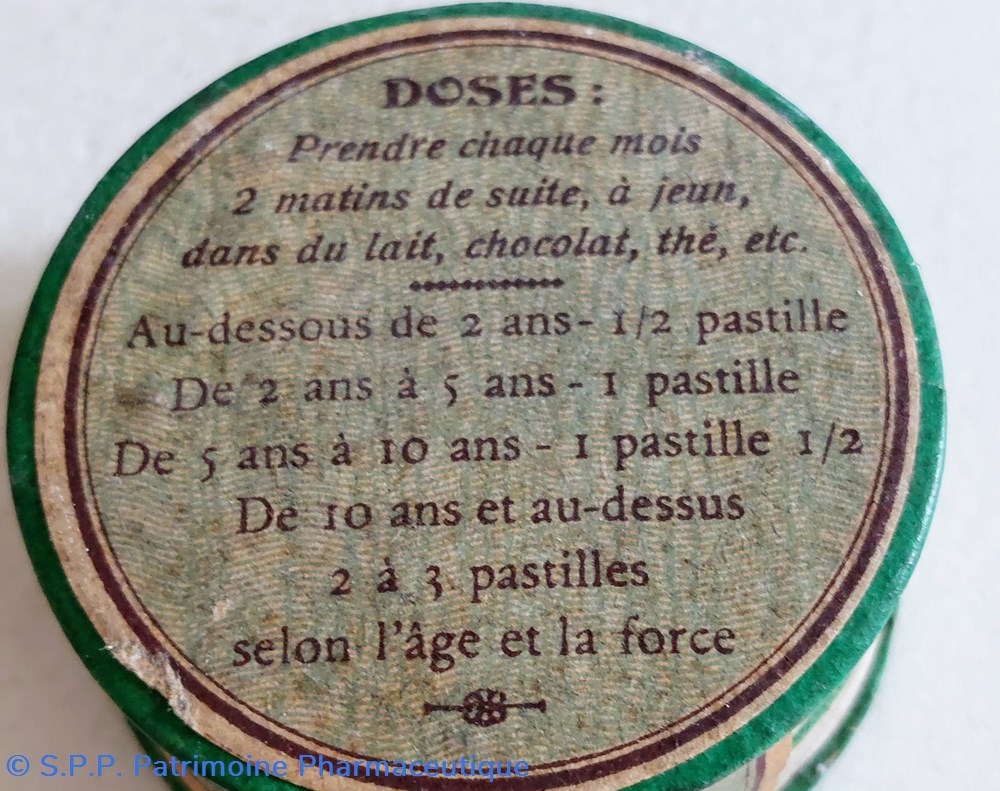 DOSES :
Prendre chaque mois
2 matins de suite, à jeun,
dans du lait, chocolat, thé, etc.
Au-dessous de 2 ans - 1/2 pastille
De 2 ans à 5 ans - 1 pastille
De 5 ans à 10 ans - 1 pastille 1/2
De 10 ans et au-dessus
2 à 3 pastilles
selon l'âge et la force
© S.P.P. Patrimoine Pharmaceutique